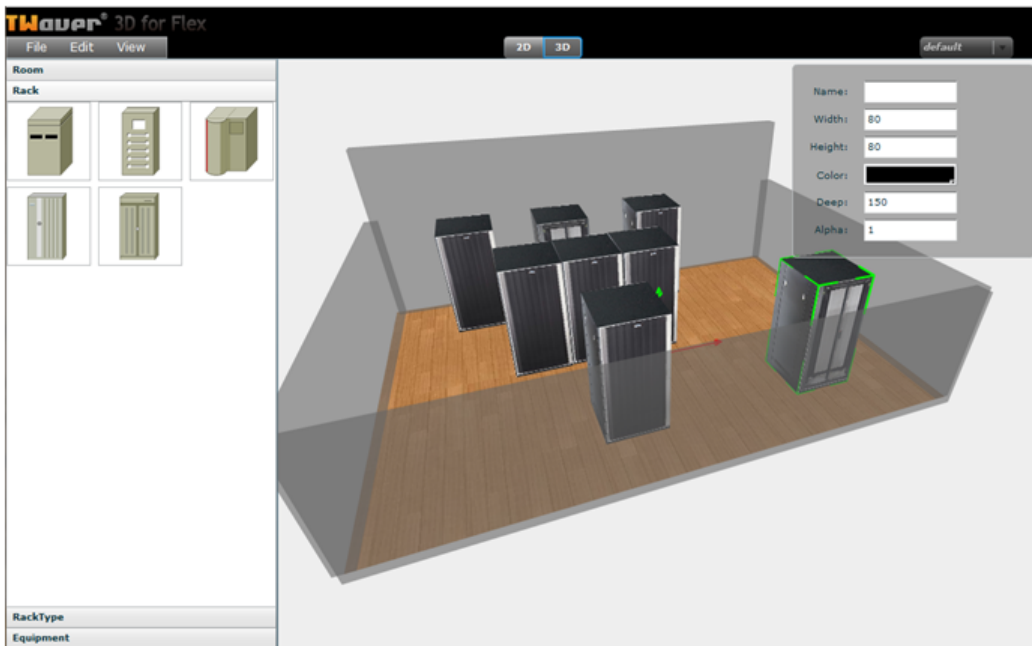 TWaver® 3D for Flex
File Edit View
2D 3D
default
Room
Rack
Name:
Width: 80
Height: 80
Color:
Deep: 150
Alpha: 1
RackType
Equipment